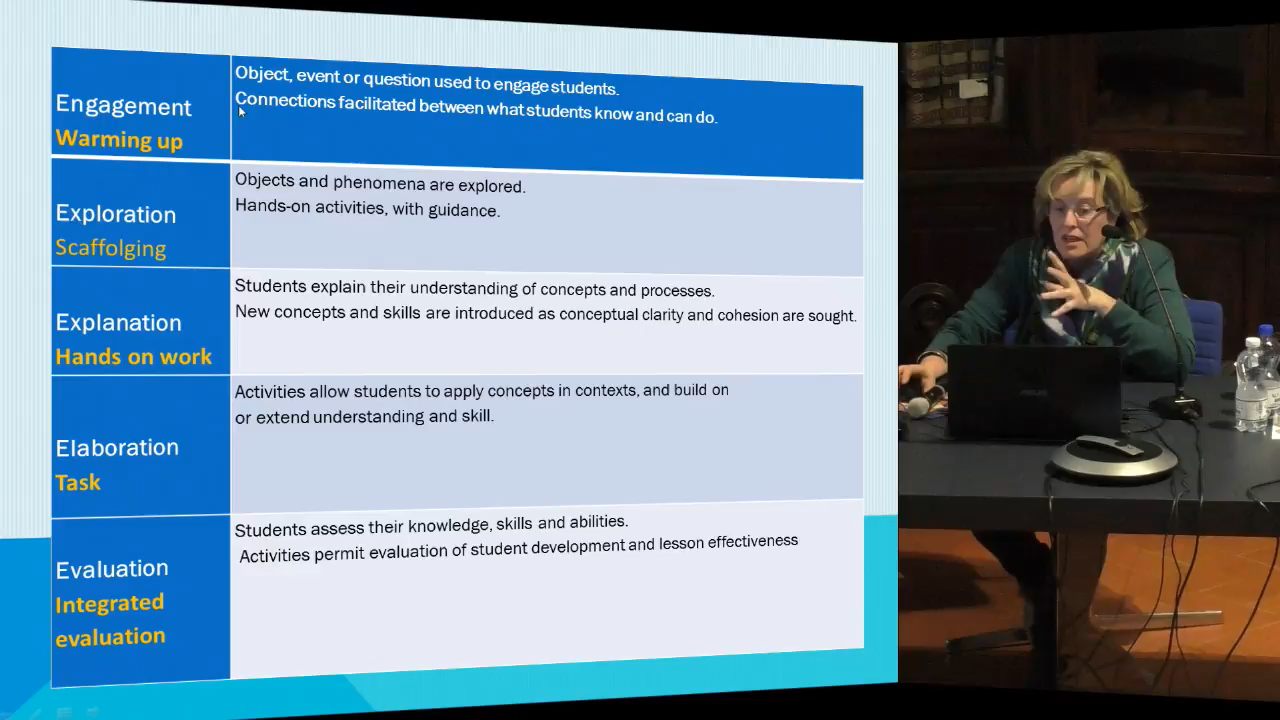 Engagement
Warming up
Object, event or question used to engage students.
Connections facilitated between what students know and can do.
Exploration
Scaffolging
Objects and phenomena are explored.
Hands-on activities, with guidance.
Explanation
Hands on work
Students explain their understanding of concepts and processes.
New concepts and skills are introduced as conceptual clarity and cohesion are sought.
Elaboration
Task
Activities allow students to apply concepts in contexts, and build on
or extend understanding and skill.
Evaluation
Integrated
evaluation
Students assess their knowledge, skills and abilities.
Activities permit evaluation of student development and lesson effectiveness
ASUS